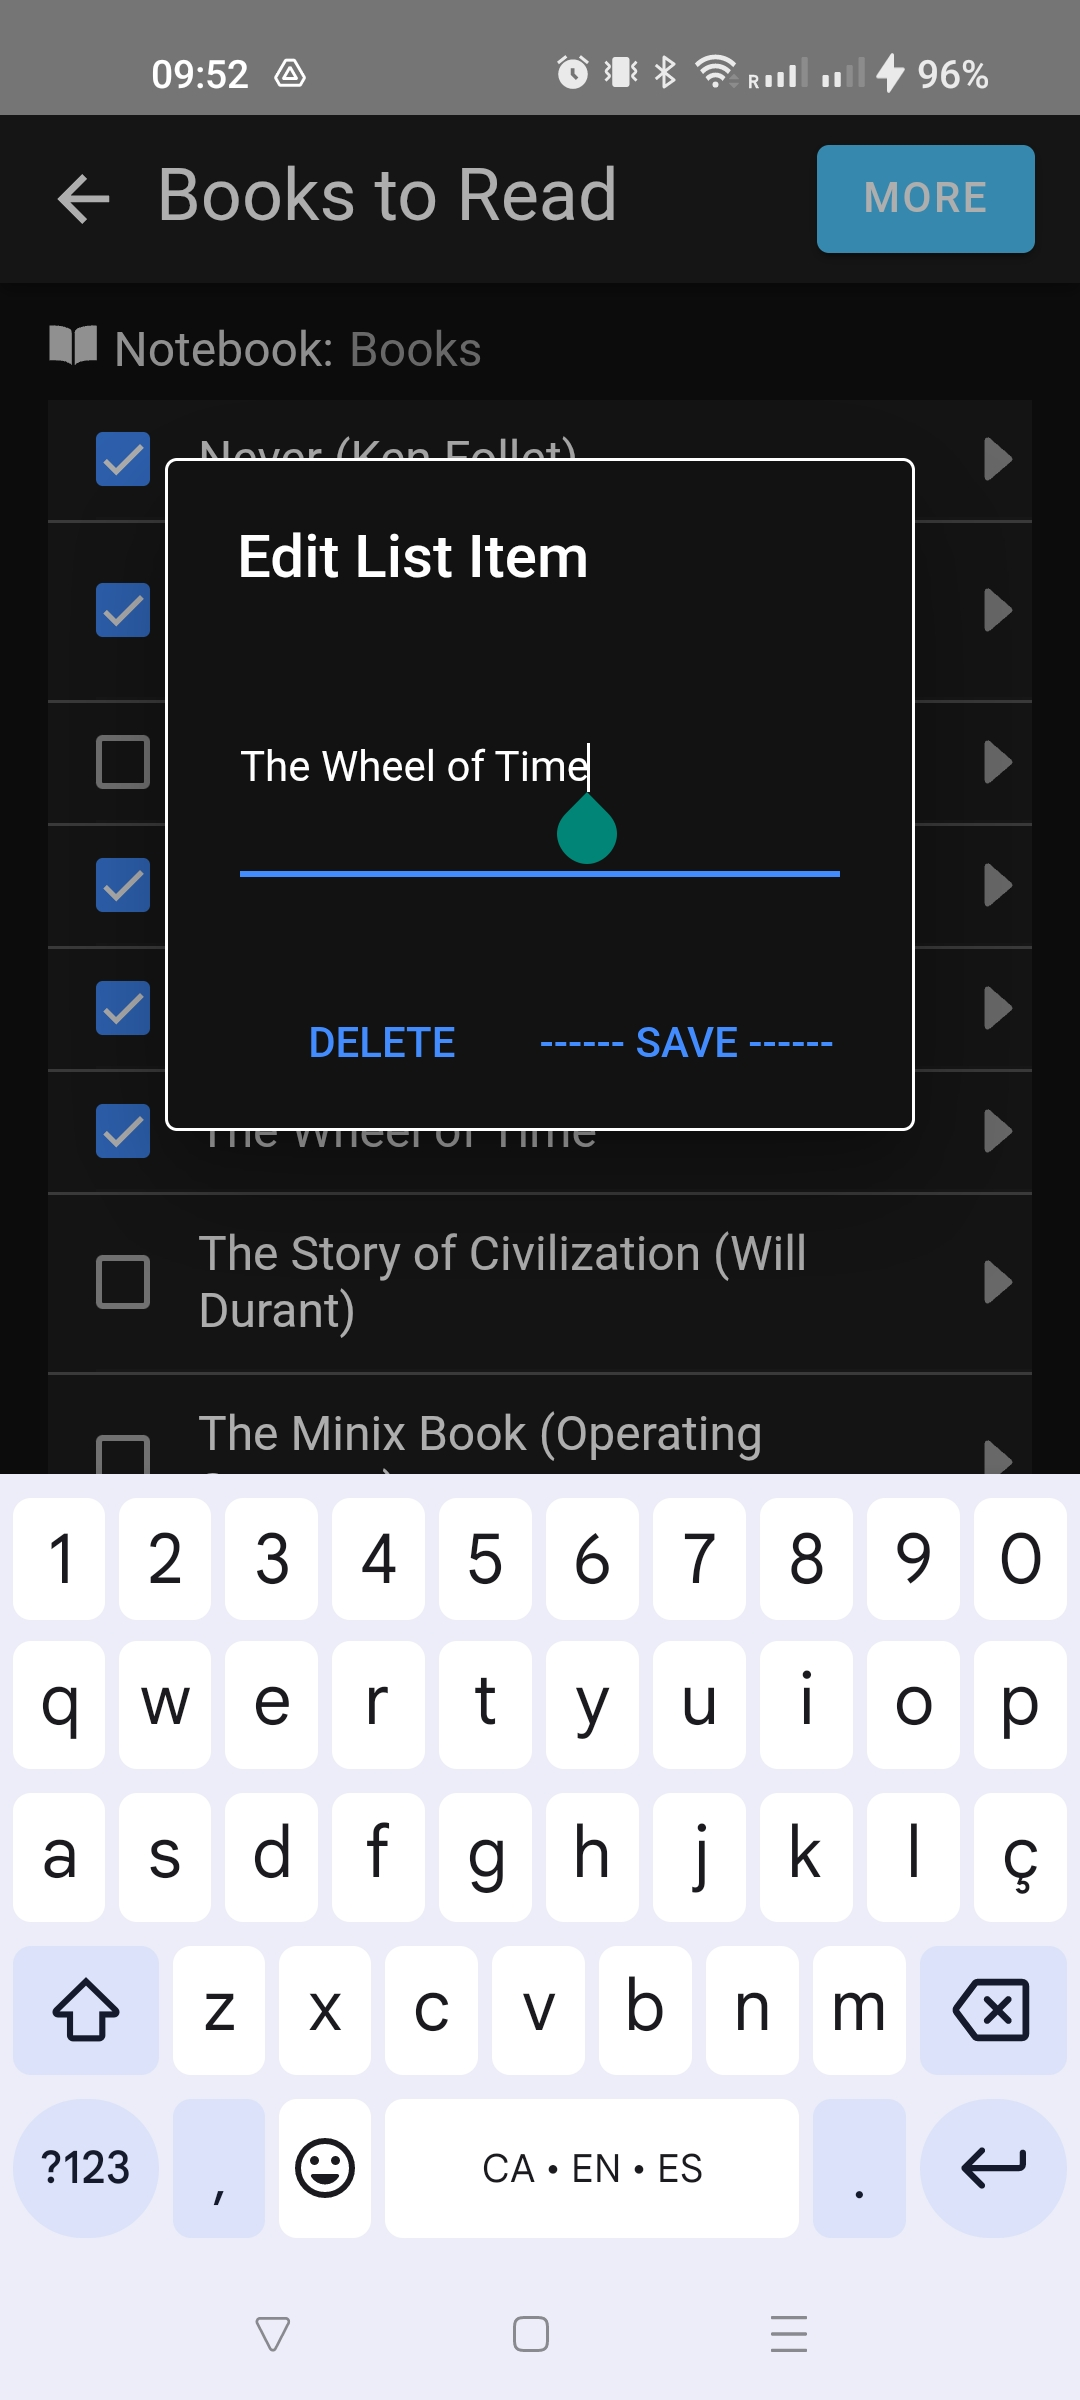 09:52
R
96%
Books to Read
MORE
Notebook: Books
Never (Ken Follet)
Edit List Item
The Wheel of Time
DELETE
------ SAVE ------
The Wheel of Time
The Story of Civilization (Will
Durant)
The Minix Book (Operating
1 2 3 4 5 6 7 8 9 0
q w e r t y u i o p
a s d f g h j k l ç
z x c v b n m
?123 , CA • EN • ES .